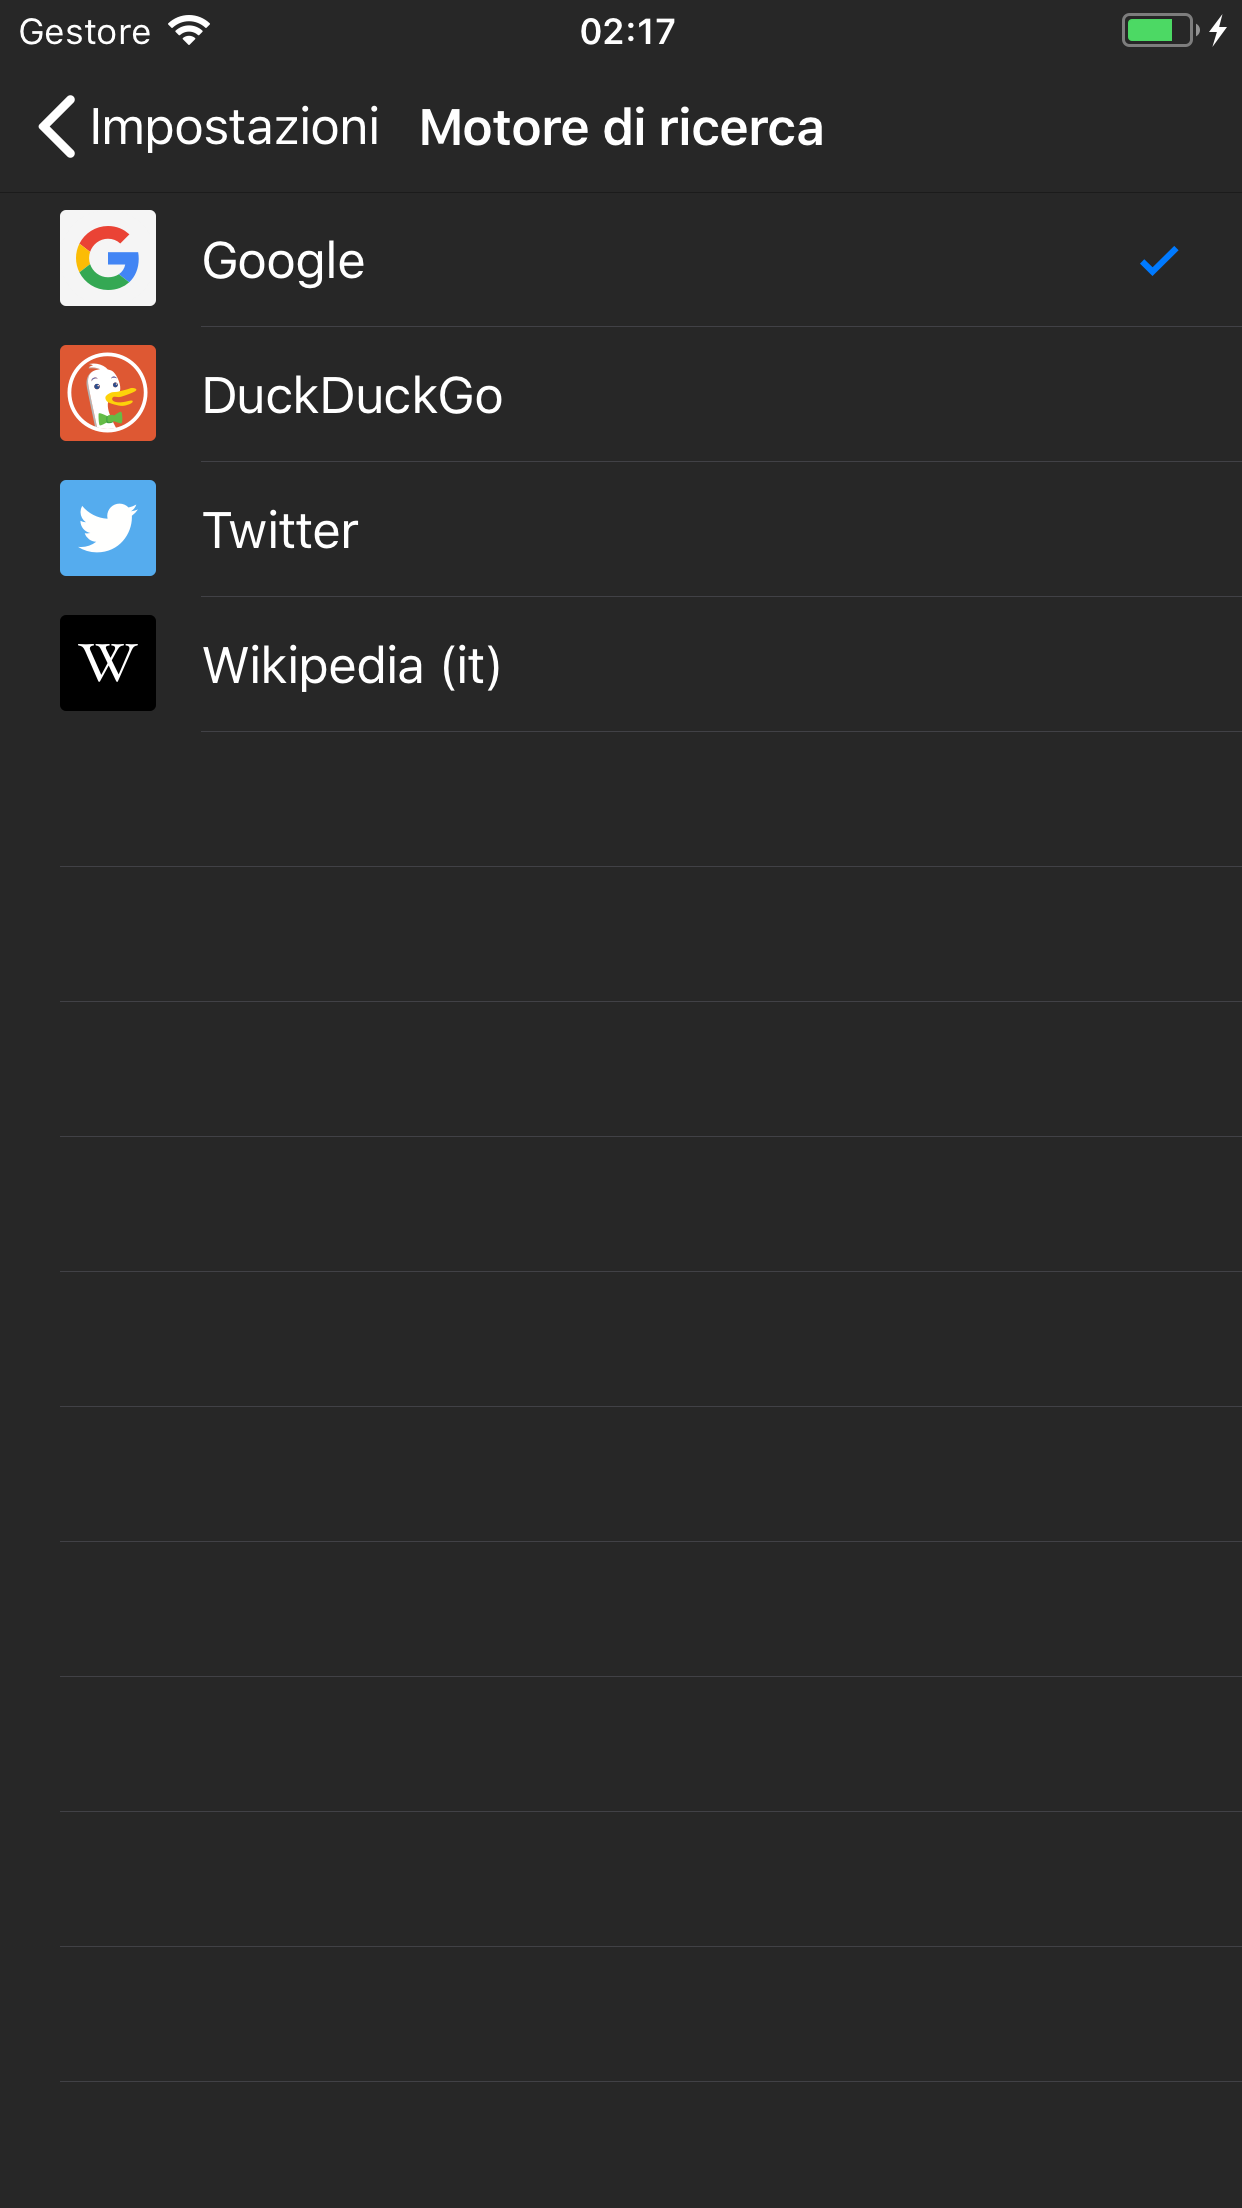 Gestore 02:17
Impostazioni Motore di ricerca
Google
DuckDuckGo
Twitter
W Wikipedia (it)